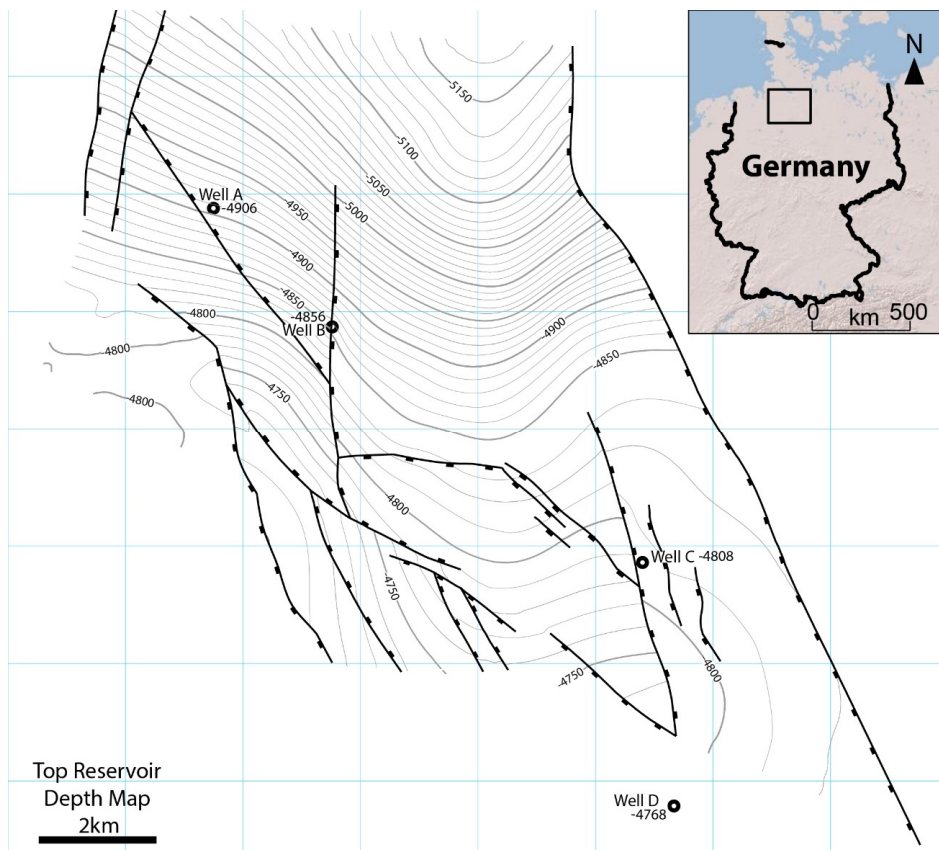 -5150
-5100
-5050
-5000
Well A
-4906
-4950
-4900
-4850
-4856
Well B
-4800
-4800
-4800
-4750
-4900
-4850
-4800
-4750
Well C -4808
-4800
-4750
Well D
-4768
Top Reservoir
Depth Map
2km
N
Germany
0 km 500